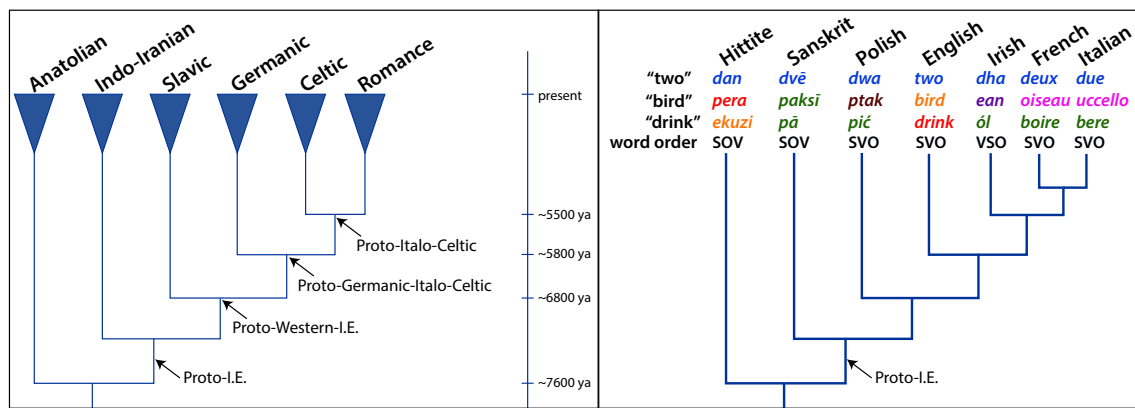 Anatolian
Indo-Iranian
Slavic
Germanic
Celtic
Romance
present
~5500 ya
Proto-Italo-Celtic
~5800 ya
Proto-Germanic-Italo-Celtic
~6800 ya
Proto-Western-I.E.
Proto-I.E.
~7600 ya
Hittite
Sanskrit
Polish
English
Irish
French
Italian
"two" dan dvē dwa two dha deux due
"bird" pera paksī ptak bird ean oiseau uccello
"drink" ekuzi pā pić drink ól boire bere
word order SOV SOV SVO SVO VSO SVO SVO
Proto-I.E.